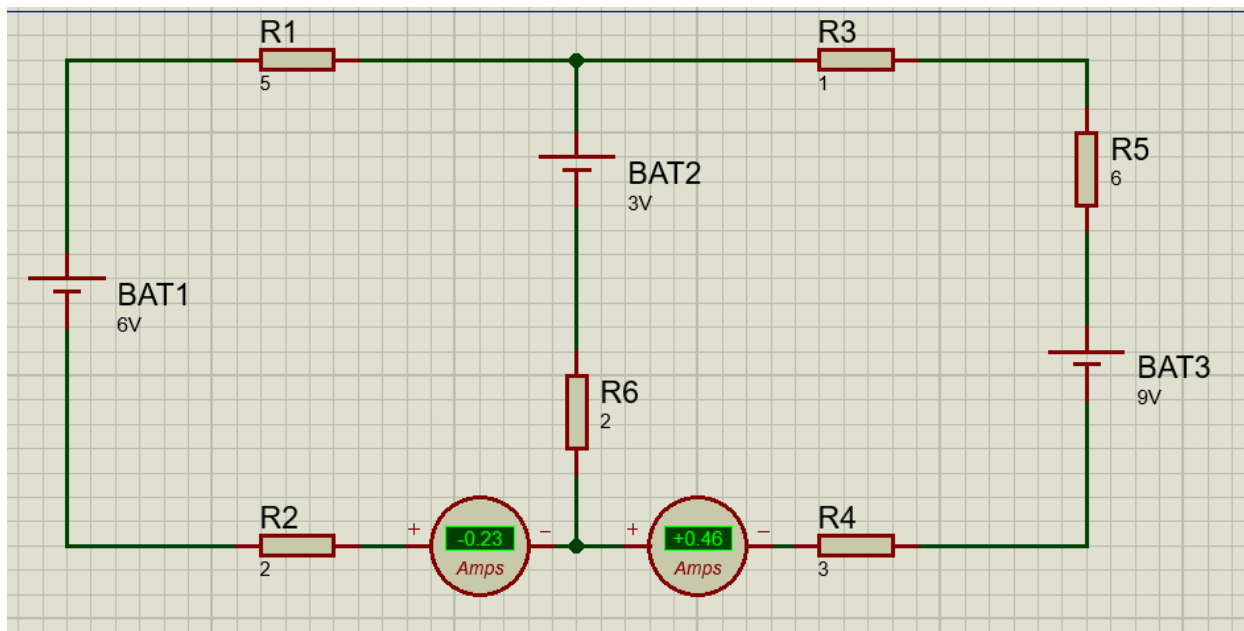 R1
5
R3
1
BAT2
3V
R5
6
BAT1
6V
BAT3
9V
R6
2
R2
2
+
-0.23
Amps
−
+
+0.46
Amps
−
R4
3